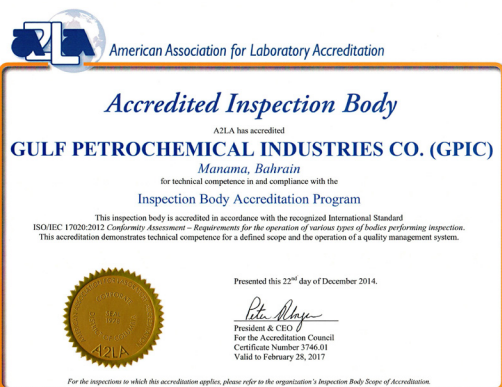 A2LA
American Association for Laboratory Accreditation
Accredited Inspection Body
A2LA has accredited
GULF PETROCHEMICAL INDUSTRIES CO. (GPIC)
Manama, Bahrain
for technical competence in and compliance with the
Inspection Body Accreditation Program
This inspection body is accredited in accordance with the recognized International Standard
ISO/IEC 17020:2012 Conformity Assessment – Requirements for the operation of various types of bodies performing inspection.
This accreditation demonstrates technical competence for a defined scope and the operation of a quality management system.
Presented this 22nd day of December 2014.
President & CEO
For the Accreditation Council
Certificate Number 3746.01
Valid to February 28, 2017
A2LA
For the inspections to which this accreditation applies, please refer to the organization's Inspection Body Scope of Accreditation.